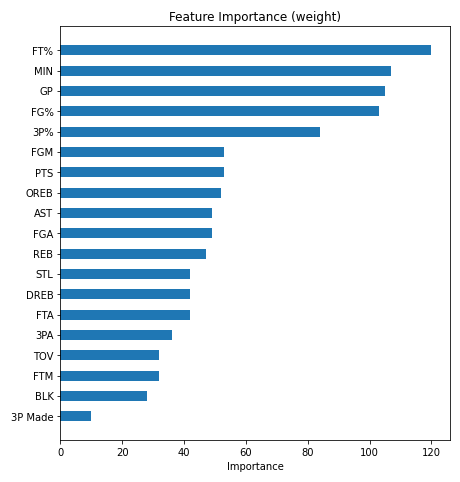 Feature Importance (weight)
FT%
MIN
GP
FG%
3P%
FGM
PTS
OREB
AST
FGA
REB
STL
DREB
FTA
3PA
TOV
FTM
BLK
3P Made
0 20 40 60 80 100 120
Importance